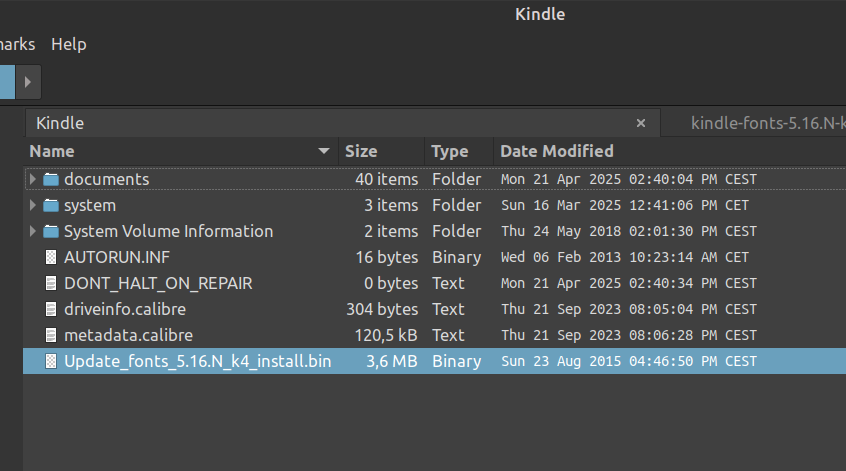 Kindle
Help
Kindle × kindle-fonts-5.16.N-k
Name Size Type Date Modified
documents 40 items Folder Mon 21 Apr 2025 02:40:04 PM CEST
system 3 items Folder Sun 16 Mar 2025 12:41:06 PM CET
System Volume Information 2 items Folder Thu 24 May 2018 02:01:30 PM CEST
AUTORUN.INF 16 bytes Binary Wed 06 Feb 2013 10:23:14 AM CET
DONT_HALT_ON_REPAIR 0 bytes Text Mon 21 Apr 2025 02:40:34 PM CEST
driveinfo.calibre 304 bytes Text Thu 21 Sep 2023 08:05:04 PM CEST
metadata.calibre 120,5 kB Text Thu 21 Sep 2023 08:06:28 PM CEST
Update_fonts_5.16.N_k4_install.bin 3,6 MB Binary Sun 23 Aug 2015 04:46:50 PM CEST